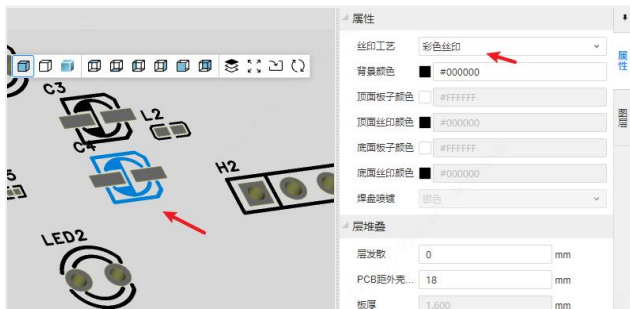 C3
L2
C4
5
H2
LED2
属性
丝印工艺 彩色丝印
背景颜色 #000000
顶面板子颜色 #FFFFFF
顶面丝印颜色 #000000
底面板子颜色 #FFFFFF
底面丝印颜色 #000000
焊盘喷镀 银色
层堆叠
层发散 0 mm
PCB距外壳... 18 mm
板厚 1.600 mm
属性
图层